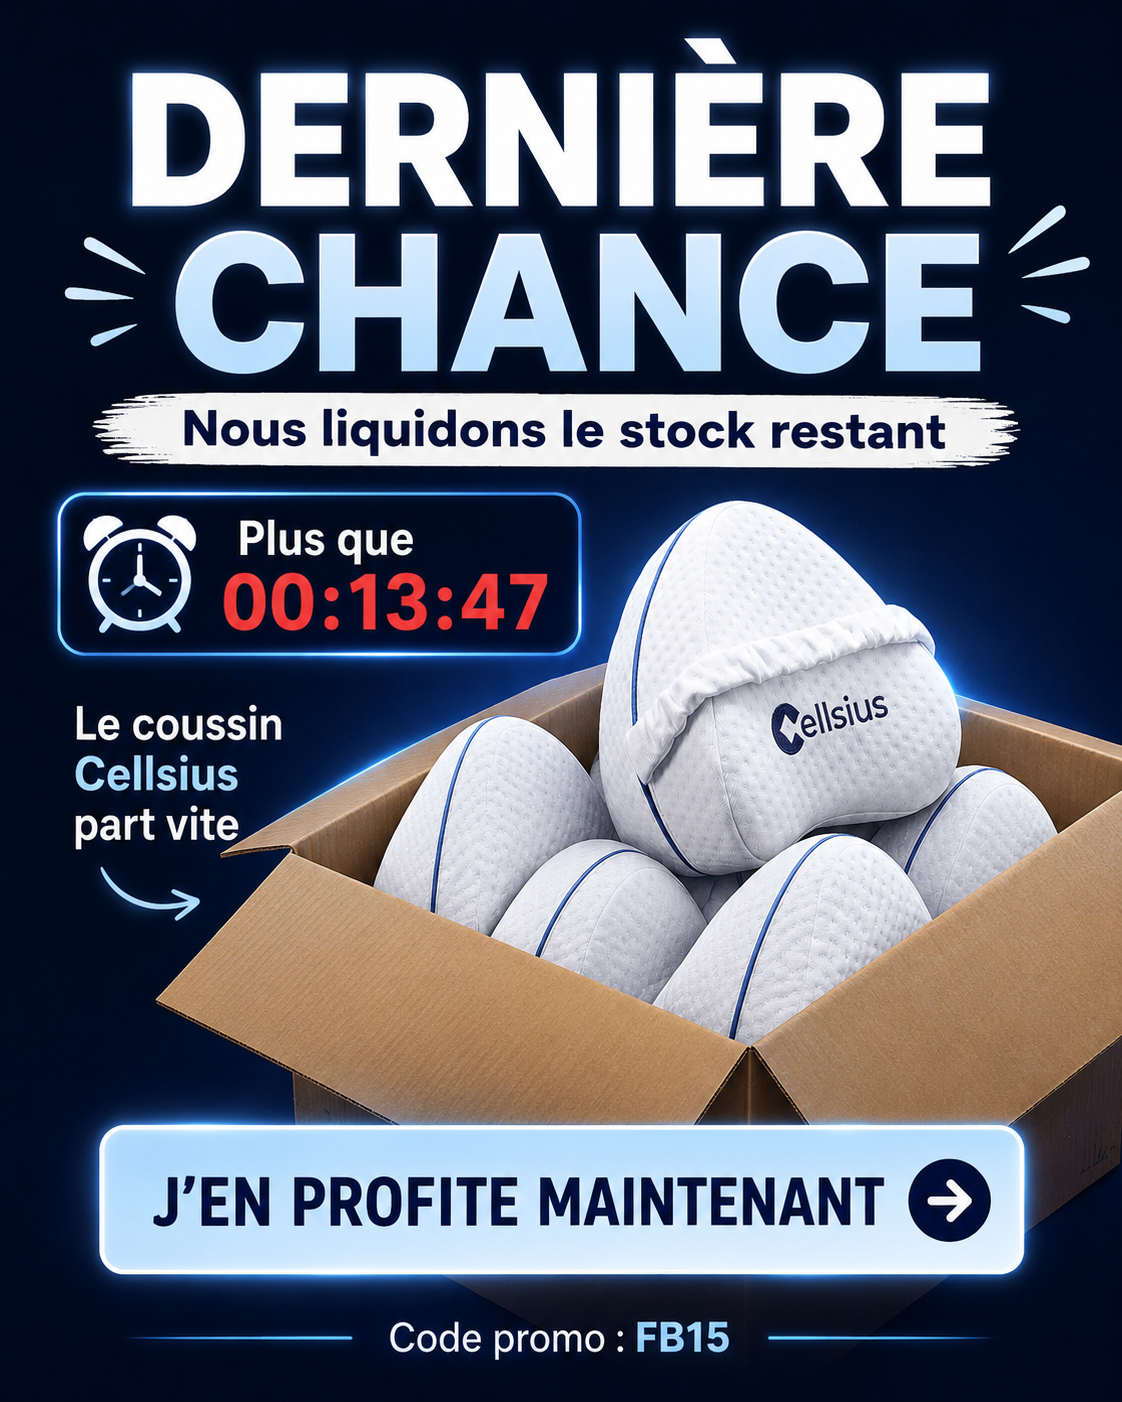 DERNIÈRE
CHANCE
Nous liquidons le stock restant
Plus que
00:13:47
Le coussin
Cellsius
part vite
Cellsius
J'EN PROFITE MAINTENANT
Code promo : FB15